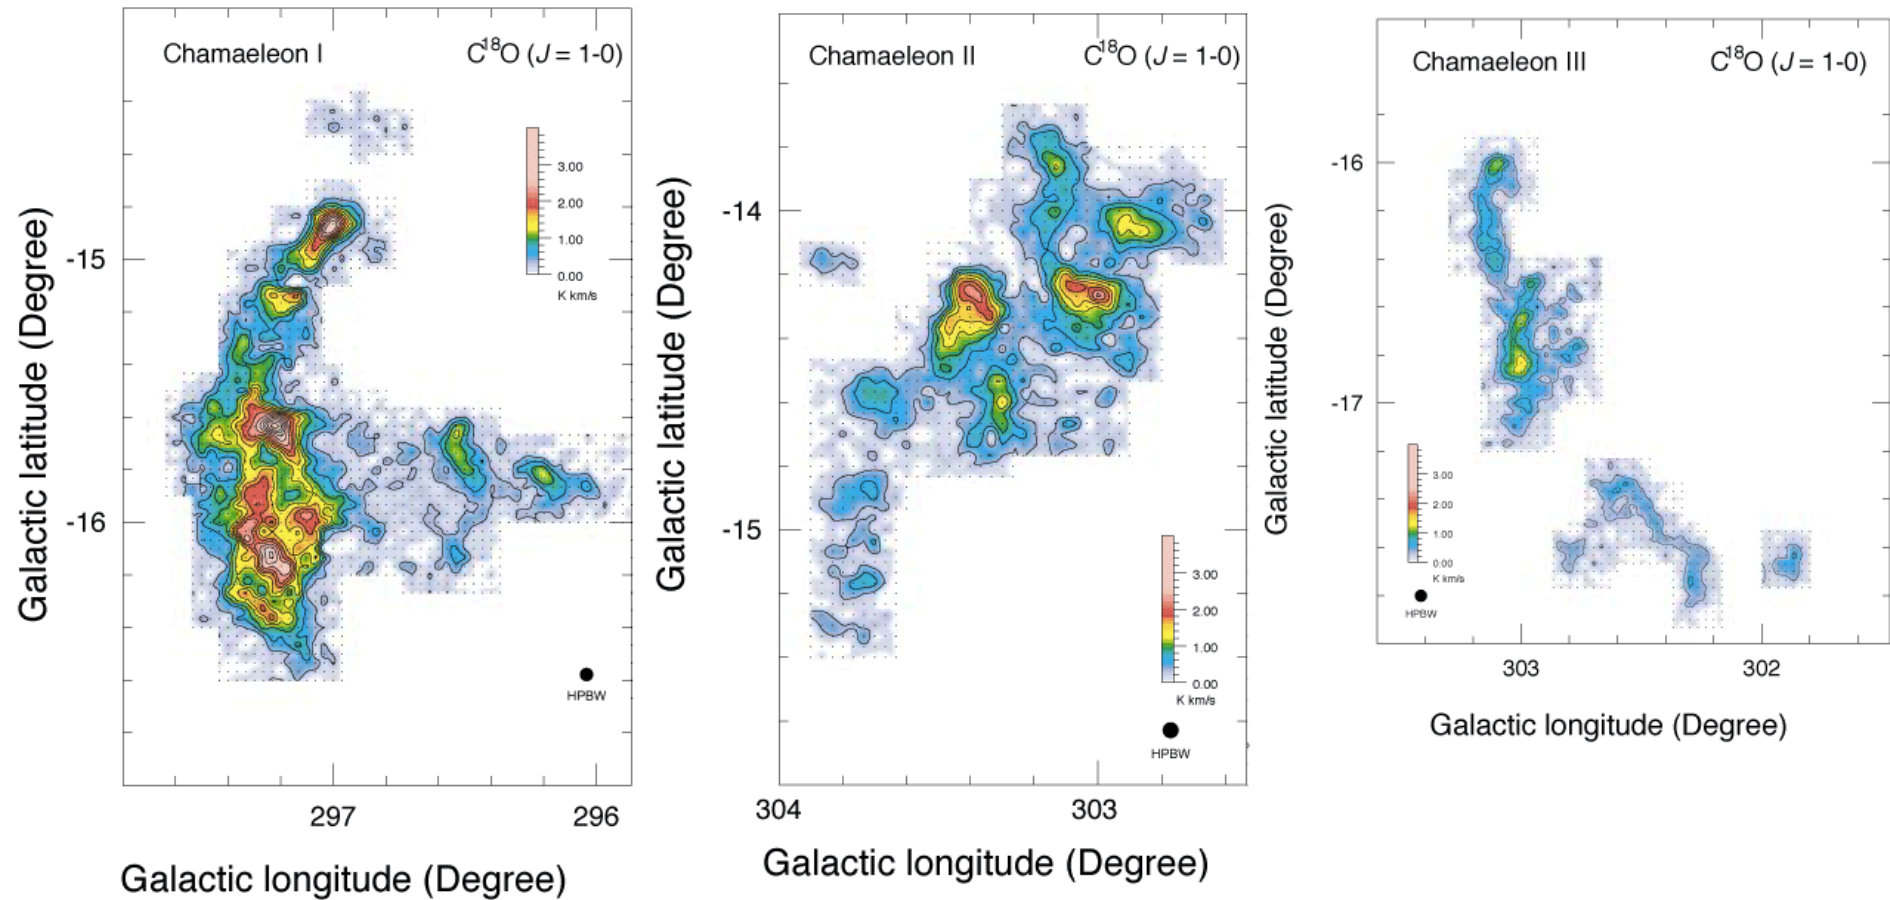 Chamaeleon I
C18O (J = 1-0)
3.00
2.00
1.00
0.00
K km/s
-15
-16
Galactic latitude (Degree)
HPBW
297
296
Galactic longitude (Degree)
Chamaeleon II
C18O (J = 1-0)
-14
-15
Galactic latitude (Degree)
3.00
2.00
1.00
0.00
K km/s
HPBW
304
303
Galactic longitude (Degree)
Chamaeleon III
C18O (J = 1-0)
-16
-17
Galactic latitude (Degree)
3.00
2.00
1.00
0.00
K km/s
HPBW
303
302
Galactic longitude (Degree)